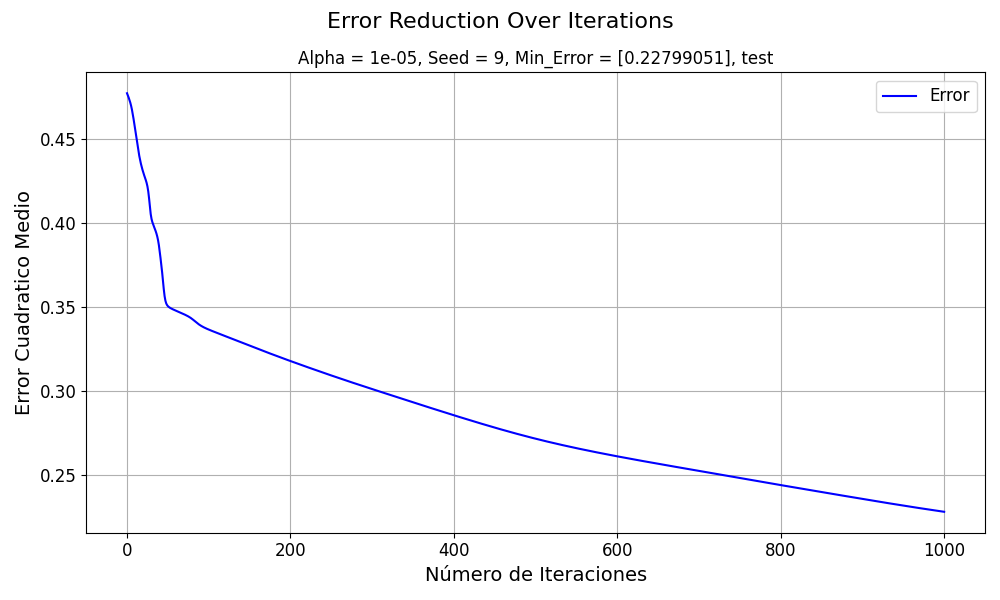 Error Reduction Over Iterations
Alpha = 1e-05, Seed = 9, Min_Error = [0.22799051], test
Error
0.45
0.40
0.35
0.30
0.25
Error Cuadratico Medio
0 200 400 600 800 1000
Número de Iteraciones